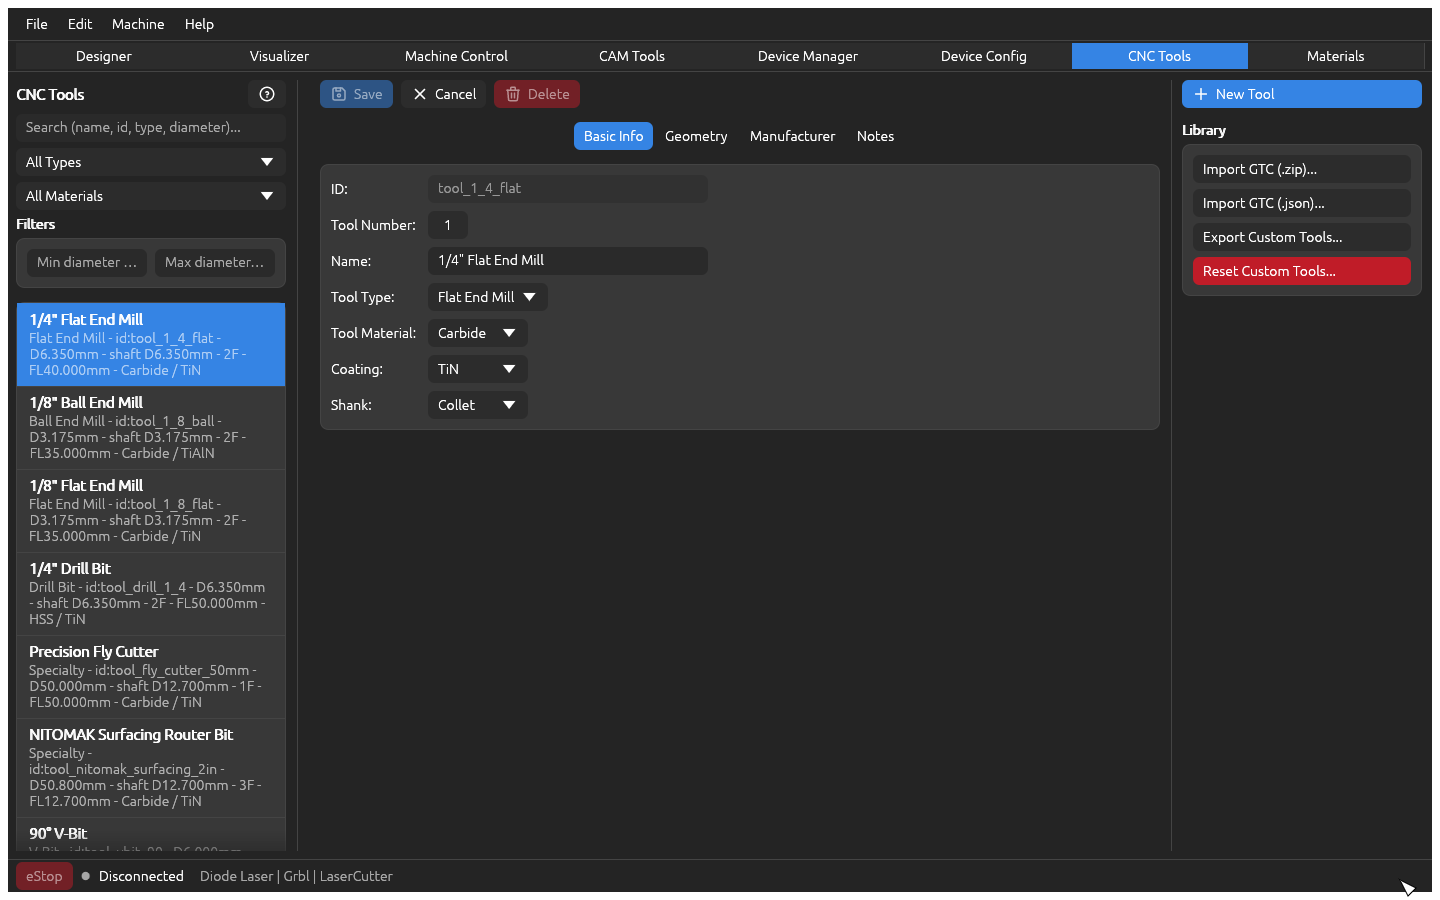 File Edit Machine Help
Designer Visualizer Machine Control CAM Tools Device Manager Device Config CNC Tools Materials
CNC Tools
Search (name, id, type, diameter)...
All Types
All Materials
Filters
Min diameter ... Max diameter...
1/4" Flat End Mill
Flat End Mill - id:tool_1_4_flat -
D6.350mm - shaft D6.350mm - 2F -
FL40.000mm - Carbide / TiN
1/8" Ball End Mill
Ball End Mill - id:tool_1_8_ball -
D3.175mm - shaft D3.175mm - 2F -
FL35.000mm - Carbide / TiAlN
1/8" Flat End Mill
Flat End Mill - id:tool_1_8_flat -
D3.175mm - shaft D3.175mm - 2F -
FL35.000mm - Carbide / TiN
1/4" Drill Bit
Drill Bit - id:tool_drill_1_4 - D6.350mm
- shaft D6.350mm - 2F - FL50.000mm -
HSS / TiN
Precision Fly Cutter
Specialty - id:tool_fly_cutter_50mm -
D50.000mm - shaft D12.700mm - 1F -
FL50.000mm - Carbide / TiN
NITOMAK Surfacing Router Bit
Specialty -
id:tool_nitomak_surfacing_2in -
D50.800mm - shaft D12.700mm - 3F -
FL12.700mm - Carbide / TiN
90° V-Bit
Save Cancel Delete
Basic Info Geometry Manufacturer Notes
ID: tool_1_4_flat
Tool Number: 1
Name: 1/4" Flat End Mill
Tool Type: Flat End Mill
Tool Material: Carbide
Coating: TiN
Shank: Collet
New Tool
Library
Import GTC (.zip)...
Import GTC (.json)...
Export Custom Tools...
Reset Custom Tools...
eStop Disconnected Diode Laser | Grbl | LaserCutter